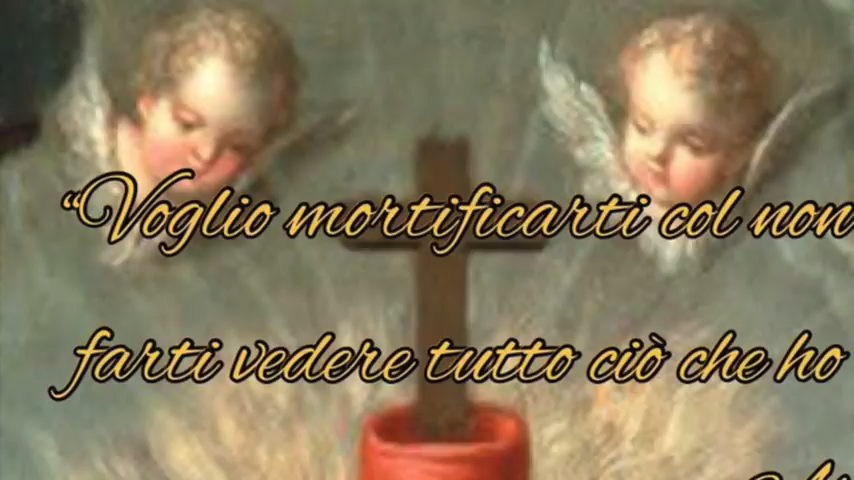 “Voglio mortificarti col non
farti vedere tutto ciò che ho